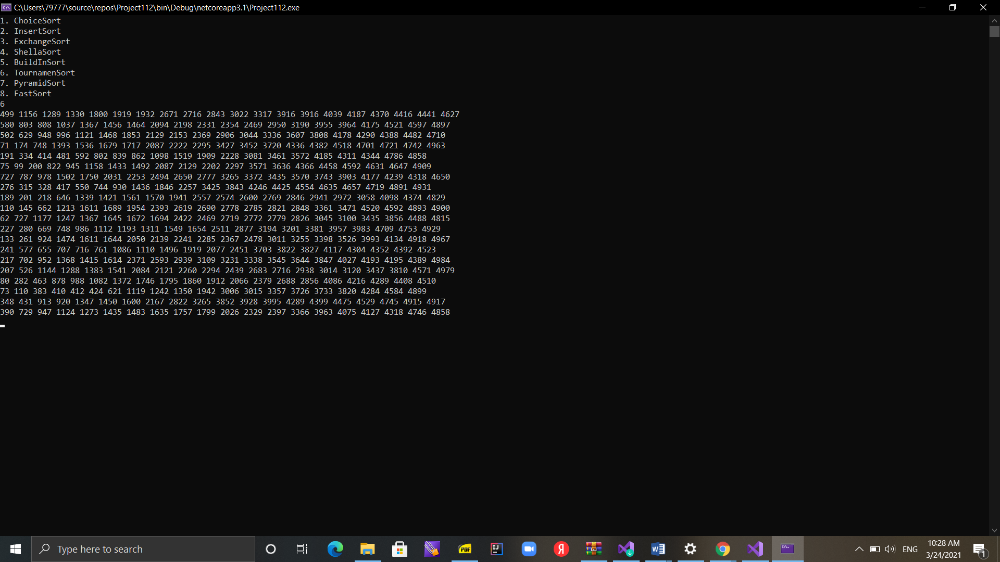 C:\Users\79777\source\repos\Project112\bin\Debug\netcoreapp3.1\Project112.exe
1. ChoiceSort
2. InsertSort
3. ExchangeSort
4. ShellaSort
5. BuildInSort
6. TournamenSort
7. PyramidSort
8. FastSort
6
499 1156 1289 1330 1800 1919 1932 2671 2716 2843 3022 3317 3916 3916 4039 4187 4370 4416 4441 4627
580 803 808 1037 1367 1456 1464 2094 2198 2331 2354 2469 2950 3190 3955 3964 4175 4521 4597 4897
502 629 948 996 1121 1468 1853 2129 2153 2369 2906 3044 3336 3607 3808 4178 4290 4388 4482 4710
71 174 748 1393 1536 1679 1717 2087 2222 2295 3427 3452 3720 4336 4382 4518 4701 4721 4742 4963
191 334 414 481 592 802 839 862 1098 1519 1909 2228 3081 3461 3572 4185 4311 4344 4786 4858
75 99 200 822 945 1158 1433 1492 2087 2129 2202 2297 3571 3636 4366 4458 4592 4631 4647 4909
727 787 978 1502 1750 2031 2253 2494 2650 2777 3265 3372 3435 3570 3743 3903 4177 4239 4318 4650
276 315 328 417 550 744 930 1436 1846 2257 3425 3843 4246 4425 4554 4635 4657 4719 4891 4931
189 201 218 646 1339 1421 1561 1570 1941 2557 2574 2600 2769 2846 2941 2972 3058 4098 4374 4829
110 145 662 1213 1611 1689 1954 2393 2619 2690 2778 2785 2821 2848 3361 3471 4520 4592 4893 4900
62 727 1177 1247 1367 1645 1672 1694 2422 2469 2719 2772 2779 2826 3045 3100 3435 3856 4488 4815
227 280 669 748 986 1112 1193 1311 1549 1654 2511 2877 3194 3201 3381 3957 3983 4709 4753 4929
133 261 924 1474 1611 1644 2050 2139 2241 2285 2367 2478 3011 3255 3398 3526 3993 4134 4918 4967
241 577 655 707 716 761 1086 1110 1496 1919 2077 2451 3703 3822 3827 4117 4304 4352 4392 4523
217 702 952 1368 1415 1614 2371 2593 2939 3109 3231 3338 3545 3644 3847 4027 4193 4195 4389 4984
207 526 1144 1288 1383 1541 2084 2121 2260 2294 2439 2683 2716 2938 3014 3120 3437 3810 4571 4979
80 282 463 878 988 1082 1372 1746 1795 1860 1912 2066 2379 2688 2856 4086 4216 4289 4408 4510
73 110 383 410 412 424 621 1119 1242 1350 1942 3006 3015 3357 3726 3733 3820 4284 4584 4899
348 431 913 920 1347 1450 1600 2167 2822 3265 3852 3928 3995 4289 4399 4475 4529 4745 4915 4917
390 729 947 1124 1273 1435 1483 1635 1757 1799 2026 2329 2397 3366 3963 4075 4127 4318 4746 4858
Type here to search
PDF
IJ
Я
ENG
10:28 AM
3/24/2021
1